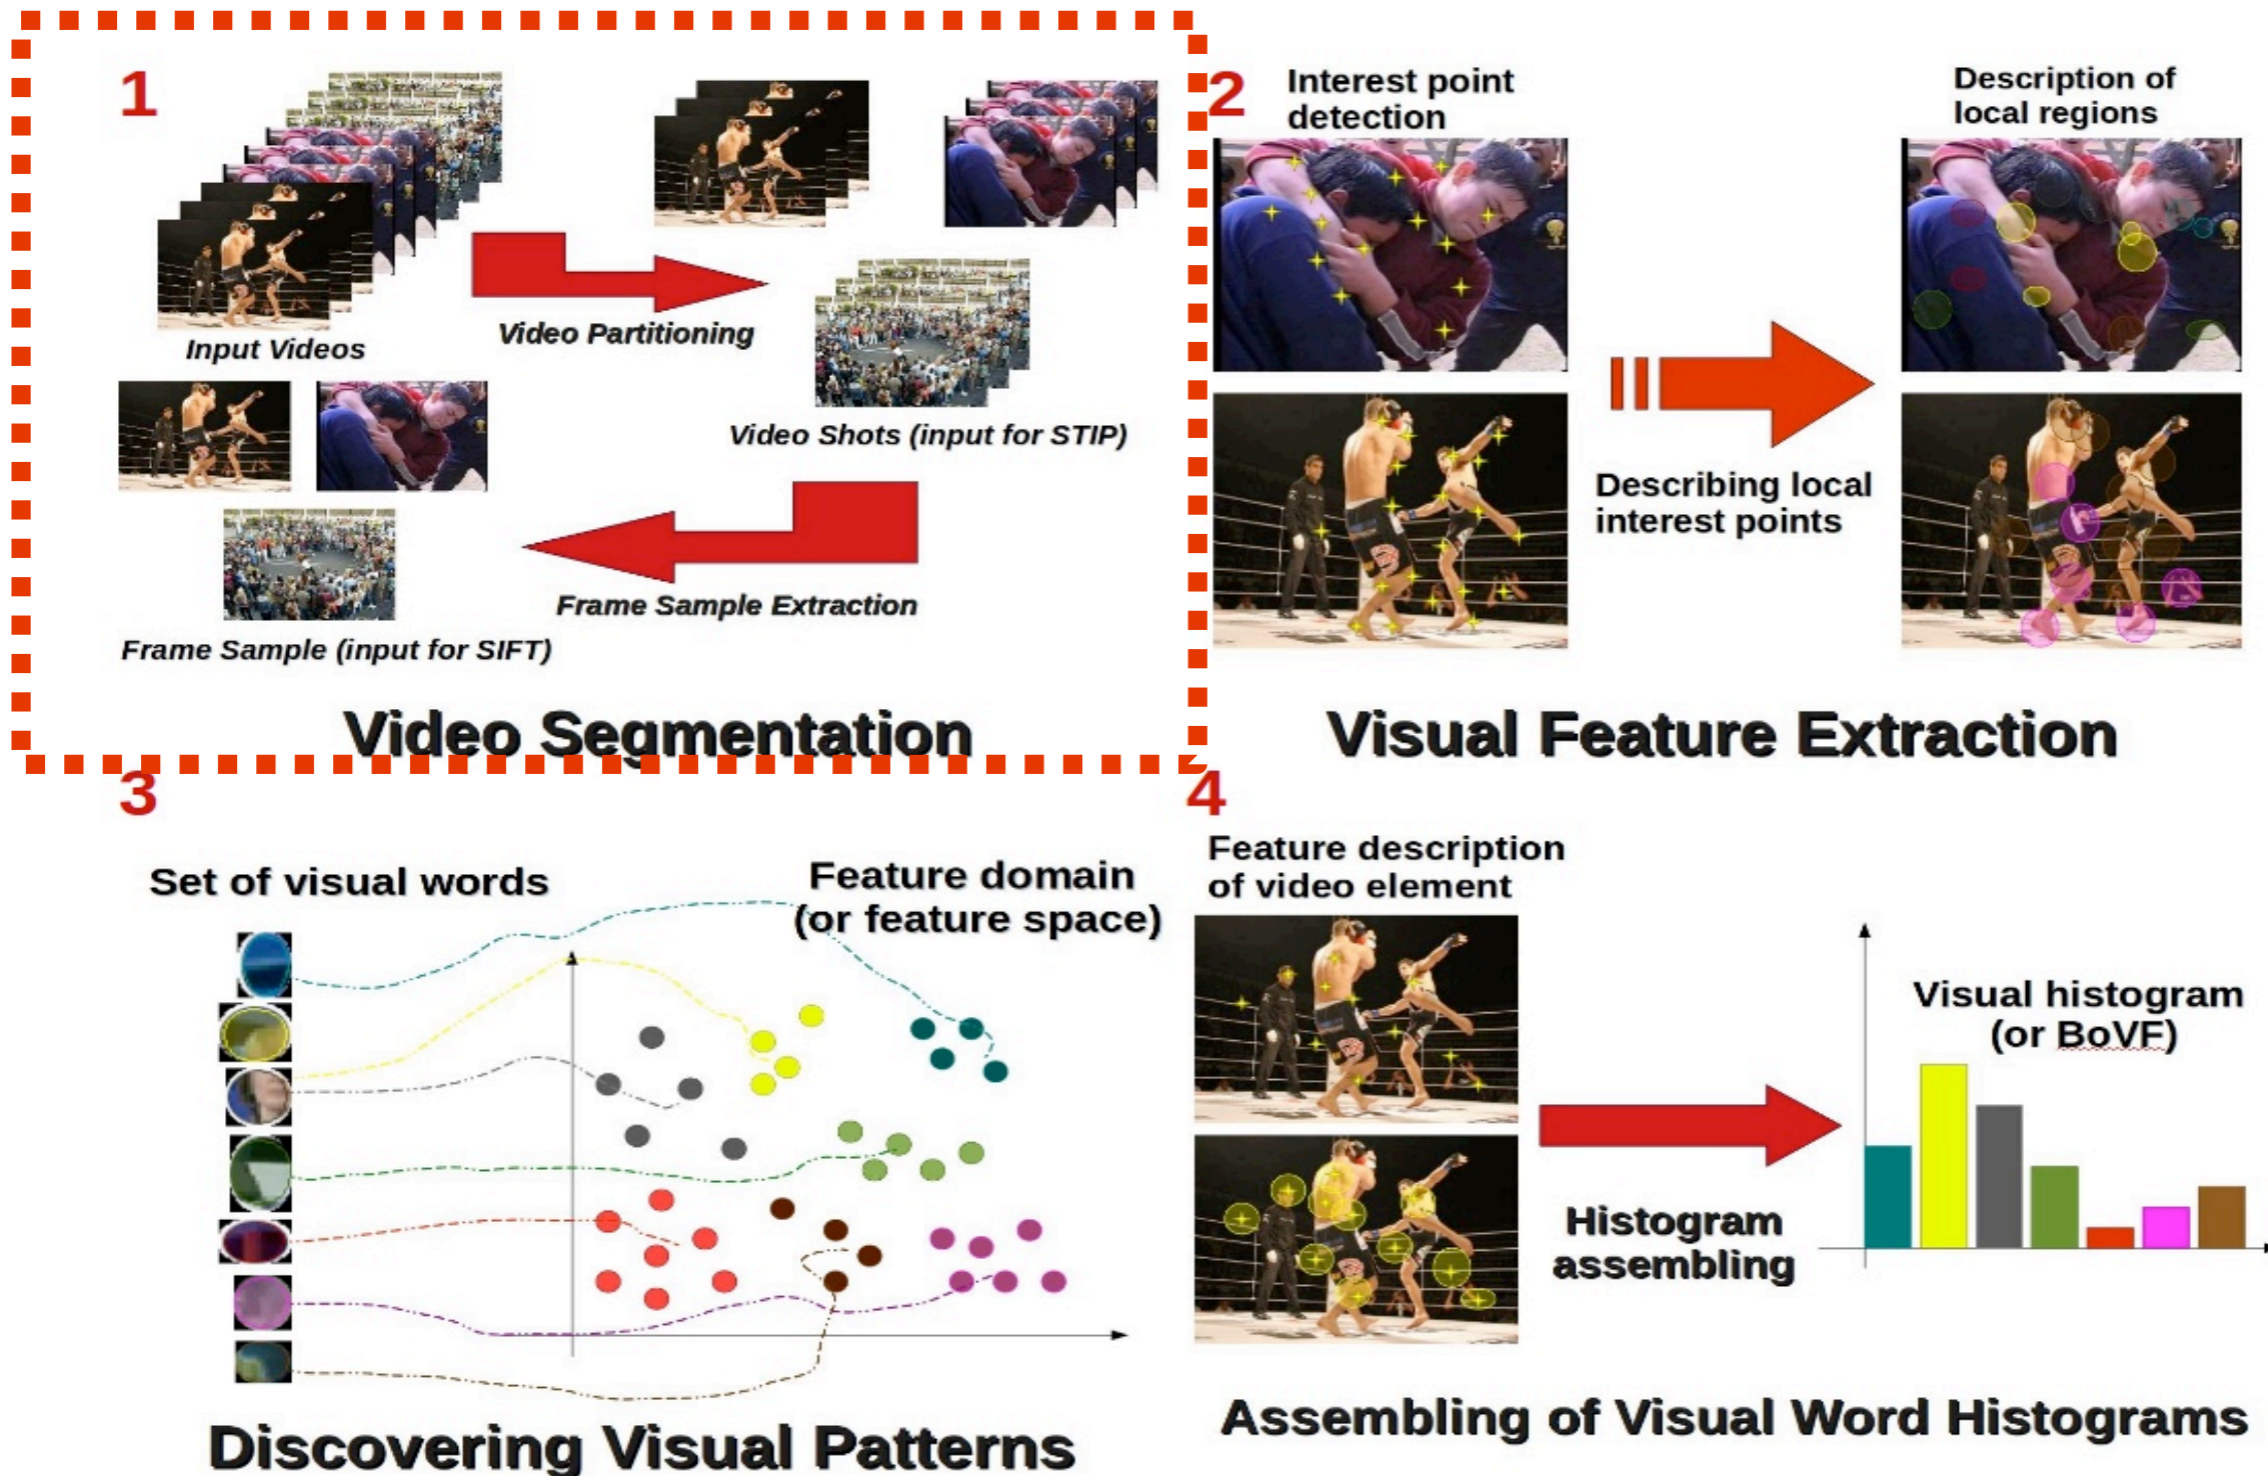 1
Input Videos
Video Partitioning
Video Shots (input for STIP)
Frame Sample Extraction
Frame Sample (input for SIFT)
Video Segmentation
2
Interest point
detection
Description of
local regions
Describing local
interest points
Visual Feature Extraction
3
Set of visual words
Feature domain
(or feature space)
Discovering Visual Patterns
4
Feature description
of video element
Visual histogram
(or BoVF)
Histogram
assembling
Assembling of Visual Word Histograms